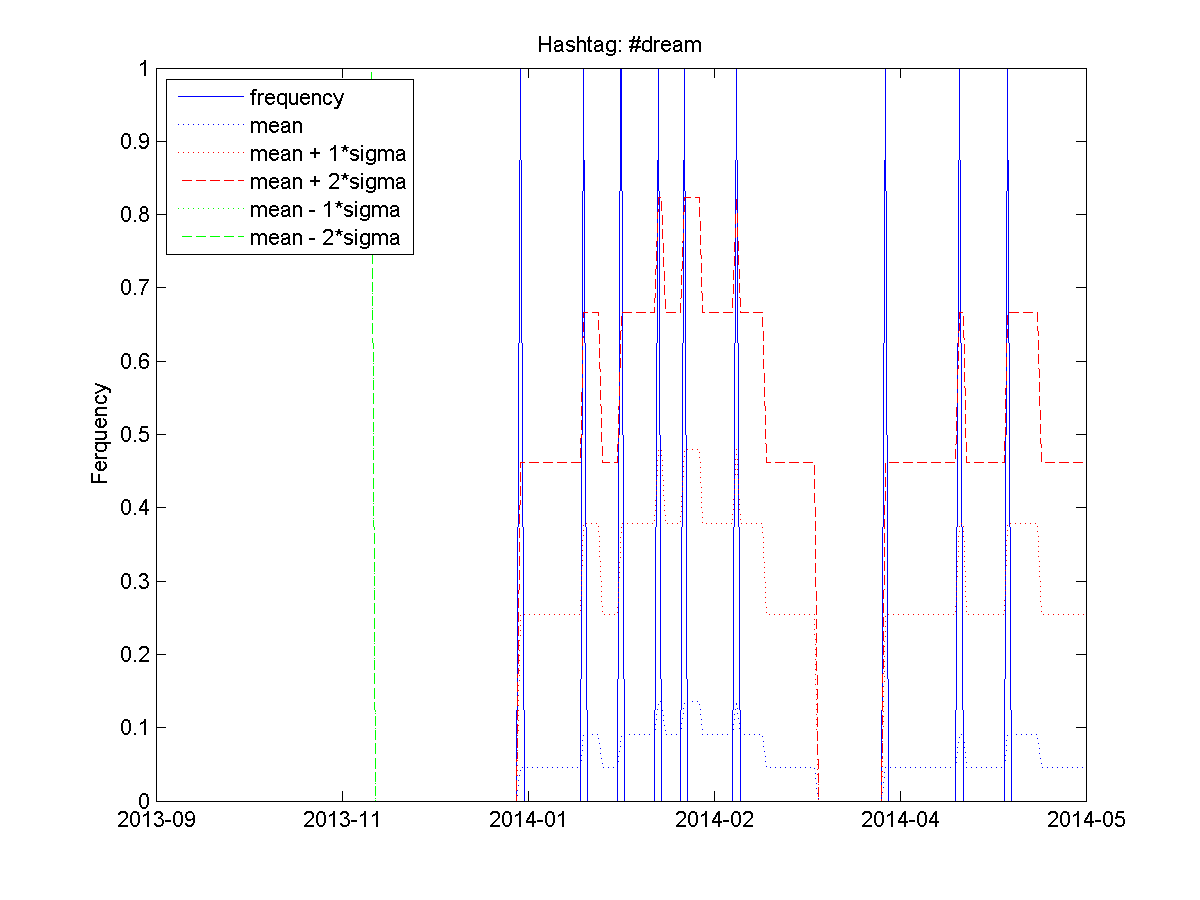 Hashtag: #dream
frequency
mean
mean + 1*sigma
mean + 2*sigma
mean - 1*sigma
mean - 2*sigma
Ferquency
1
0.9
0.8
0.7
0.6
0.5
0.4
0.3
0.2
0.1
0
2013-09 2013-11 2014-01 2014-02 2014-04 2014-05